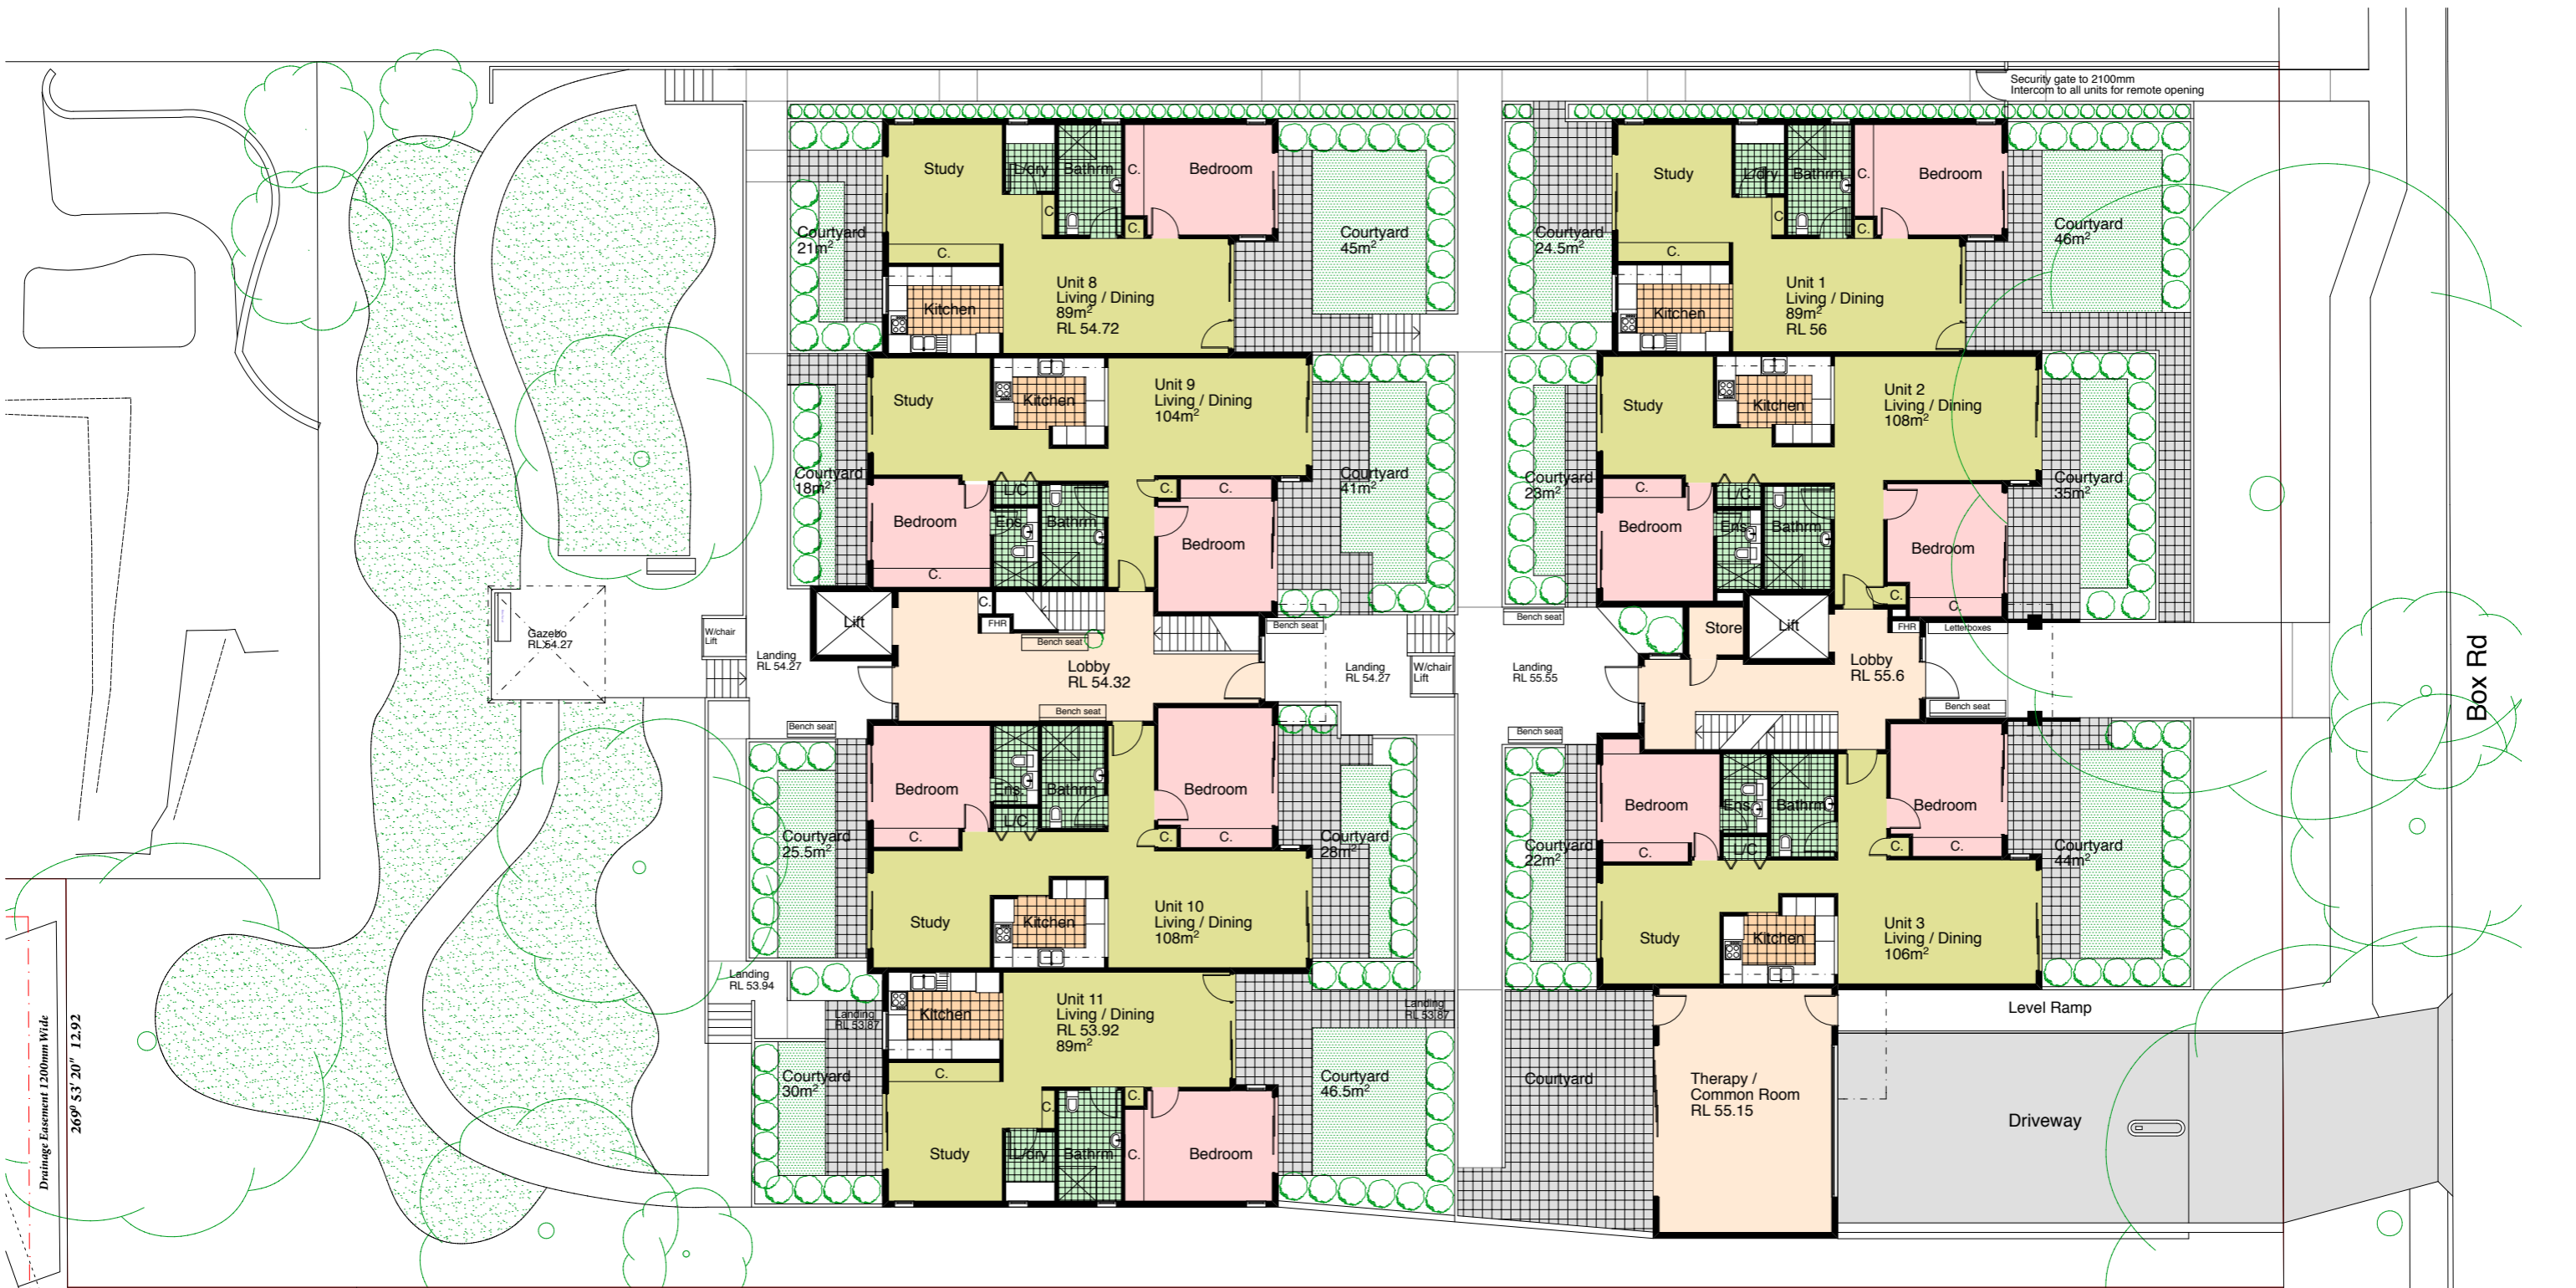 Security gate to 2100mm
Intercom to all units for remote opening
Study
L/dry
Bathrm
C.
Bedroom
C
C.
C.
Kitchen
Unit 8
Living / Dining
89m²
RL 54.72
Courtyard
21m²
Courtyard
45m²
Study
L/dry
Bathrm
C.
Bedroom
C
C.
C.
Kitchen
Unit 1
Living / Dining
89m²
RL 56
Courtyard
24.5m²
Courtyard
46m²
Study
Kitchen
Unit 9
Living / Dining
104m²
Courtyard
18m²
Courtyard
41m²
Bedroom
C.
L/C
Ens.
Bathrm
C.
C.
Bedroom
Study
Kitchen
Unit 2
Living / Dining
108m²
Courtyard
23m²
Courtyard
35m²
C.
Bedroom
L/C
Ens.
Bathrm
Bedroom
C.
C.
Gazebo
RL 54.27
W/chair
Lift
Landing
RL 54.27
Lift
C.
FHR
Bench seat
Lobby
RL 54.32
Bench seat
Bench seat
Bench seat
Landing
RL 54.27
W/chair
Lift
Bench seat
Landing
RL 55.55
Bench seat
Store
Lift
Lobby
RL 55.6
FHR
Letterboxes
Bench seat
Box Rd
Bedroom
C.
Ens.
L/C
Bathrm
Bedroom
C.
C.
Courtyard
25.5m²
Courtyard
28m²
Study
Kitchen
Unit 10
Living / Dining
108m²
Bedroom
C.
Ens.
L/C
Bathrm
Bedroom
C.
C.
Courtyard
22m²
Courtyard
44m²
Study
Kitchen
Unit 3
Living / Dining
106m²
Landing
RL 53.94
Landing
RL 53.87
Kitchen
Unit 11
Living / Dining
RL 53.92
89m²
Landing
RL 53.87
C.
Courtyard
30m²
Study
C.
L/dry
Bathrm
C.
C.
Bedroom
Courtyard
46.5m²
Courtyard
Therapy /
Common Room
RL 55.15
Level Ramp
Driveway
Drainage Easement 1200mm Wide
269° 53' 20" 12.92